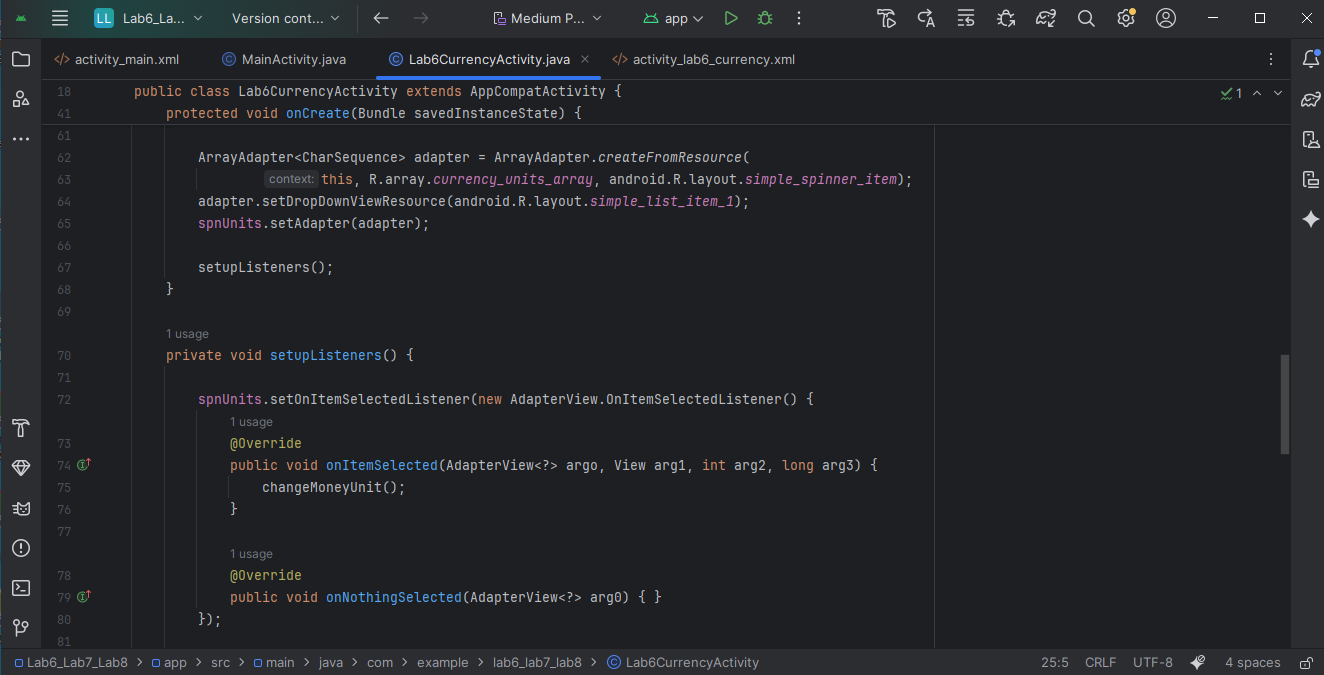 LL Lab6_La... Version cont... Medium P... app
activity_main.xml MainActivity.java Lab6CurrencyActivity.java activity_lab6_currency.xml
18 public class Lab6CurrencyActivity extends AppCompatActivity { 1
41 protected void onCreate(Bundle savedInstanceState) {
61
62 ArrayAdapter<CharSequence> adapter = ArrayAdapter.createFromResource(
63 context: this, R.array.currency_units_array, android.R.layout.simple_spinner_item);
64 adapter.setDropDownViewResource(android.R.layout.simple_list_item_1);
65 spnUnits.setAdapter(adapter);
66
67 setupListeners();
68 }
69
1 usage
70 private void setupListeners() {
71
72 spnUnits.setOnItemSelectedListener(new AdapterView.OnItemSelectedListener() {
1 usage
73 @Override
74 public void onItemSelected(AdapterView<?> argo, View arg1, int arg2, long arg3) {
75 changeMoneyUnit();
76 }
77
1 usage
78 @Override
79 public void onNothingSelected(AdapterView<?> arg0) { }
80 });
81
Lab6_Lab7_Lab8 > app > src > main > java > com > example > lab6_lab7_lab8 > Lab6CurrencyActivity 25:5 CRLF UTF-8 4 spaces